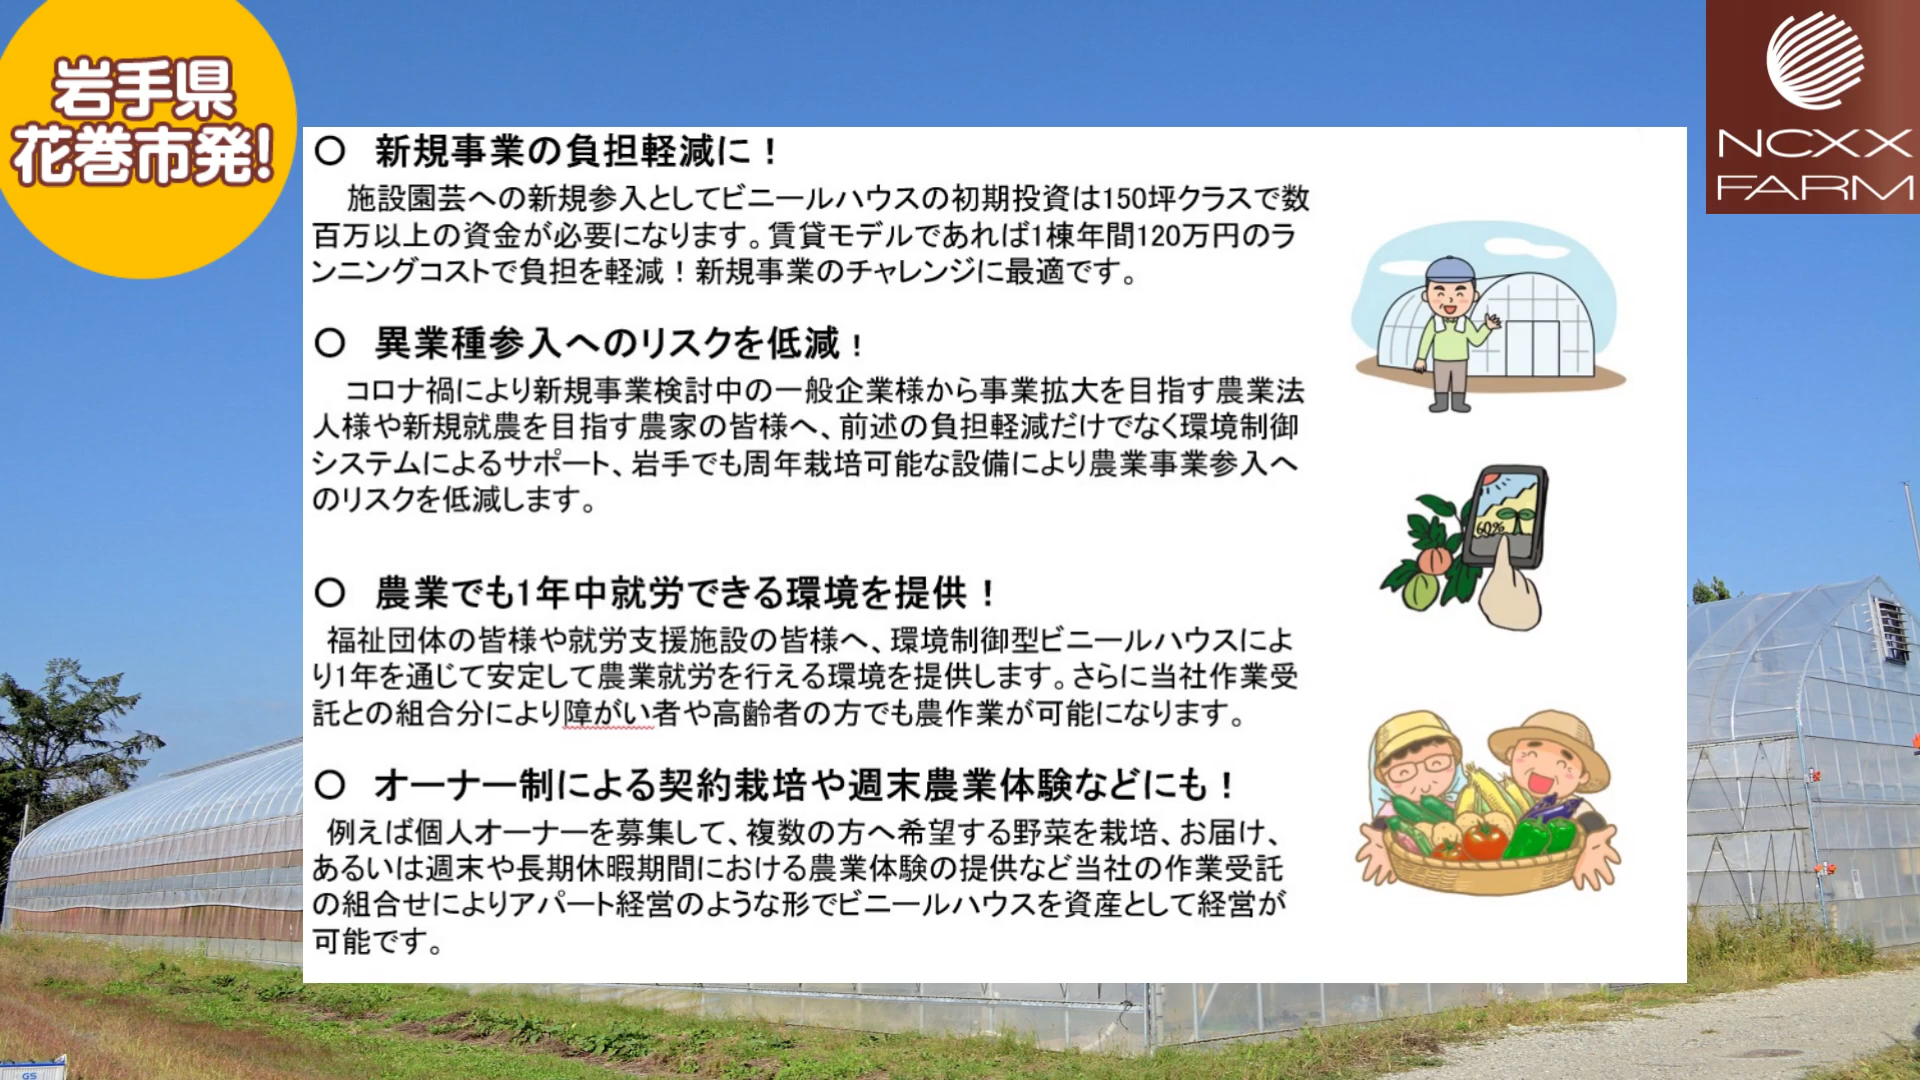 岩手県
花巻市発!
NCXX
FARM
〇 新規事業の負担軽減に！
施設園芸への新規参入としてビニールハウスの初期投資は150坪クラスで数
百万以上の資金が必要になります。賃貸モデルであれば1棟年間120万円のラ
ンニングコストで負担を軽減！新規事業のチャレンジに最適です。
〇 異業種参入へのリスクを低減！
コロナ禍により新規事業検討中の一般企業様から事業拡大を目指す農業法
人様や新規就農を目指す農家の皆様へ、前述の負担軽減だけでなく環境制御
システムによるサポート、岩手でも周年栽培可能な設備により農業事業参入へ
のリスクを低減します。
60%
〇 農業でも1年中就労できる環境を提供！
福祉団体の皆様や就労支援施設の皆様へ、環境制御型ビニールハウスによ
り1年を通じて安定して農業就労を行える環境を提供します。さらに当社作業受
託との組合分により障がい者や高齢者の方でも農作業が可能になります。
〇 オーナー制による契約栽培や週末農業体験などにも！
例えば個人オーナーを募集して、複数の方へ希望する野菜を栽培、お届け、
あるいは週末や長期休暇期間における農業体験の提供など当社の作業受託
の組合せによりアパート経営のような形でビニールハウスを資産として経営が
可能です。
GS